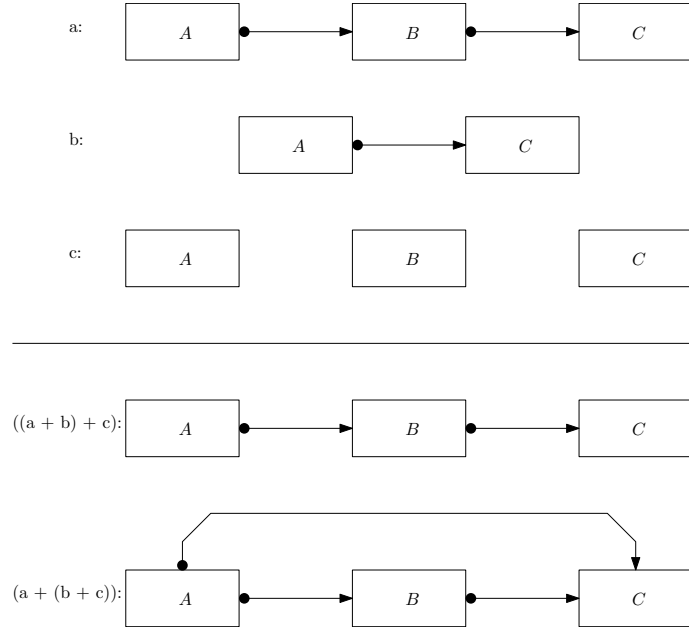 a: A B C
b: A C
c: A B C
((a + b) + c): A B C
(a + (b + c)): A B C